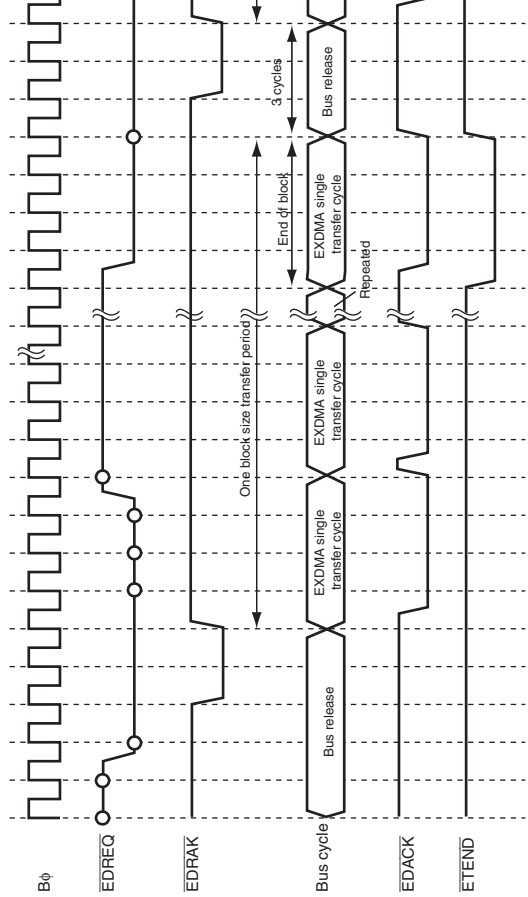 Bφ
EDREQ
EDRAK
One block size transfer period
End of block
3 cycles
Bus cycle
Bus release
EXDMA single
transfer cycle
EXDMA single
transfer cycle
Repeated
EXDMA single
transfer cycle
Bus release
EDACK
ETEND